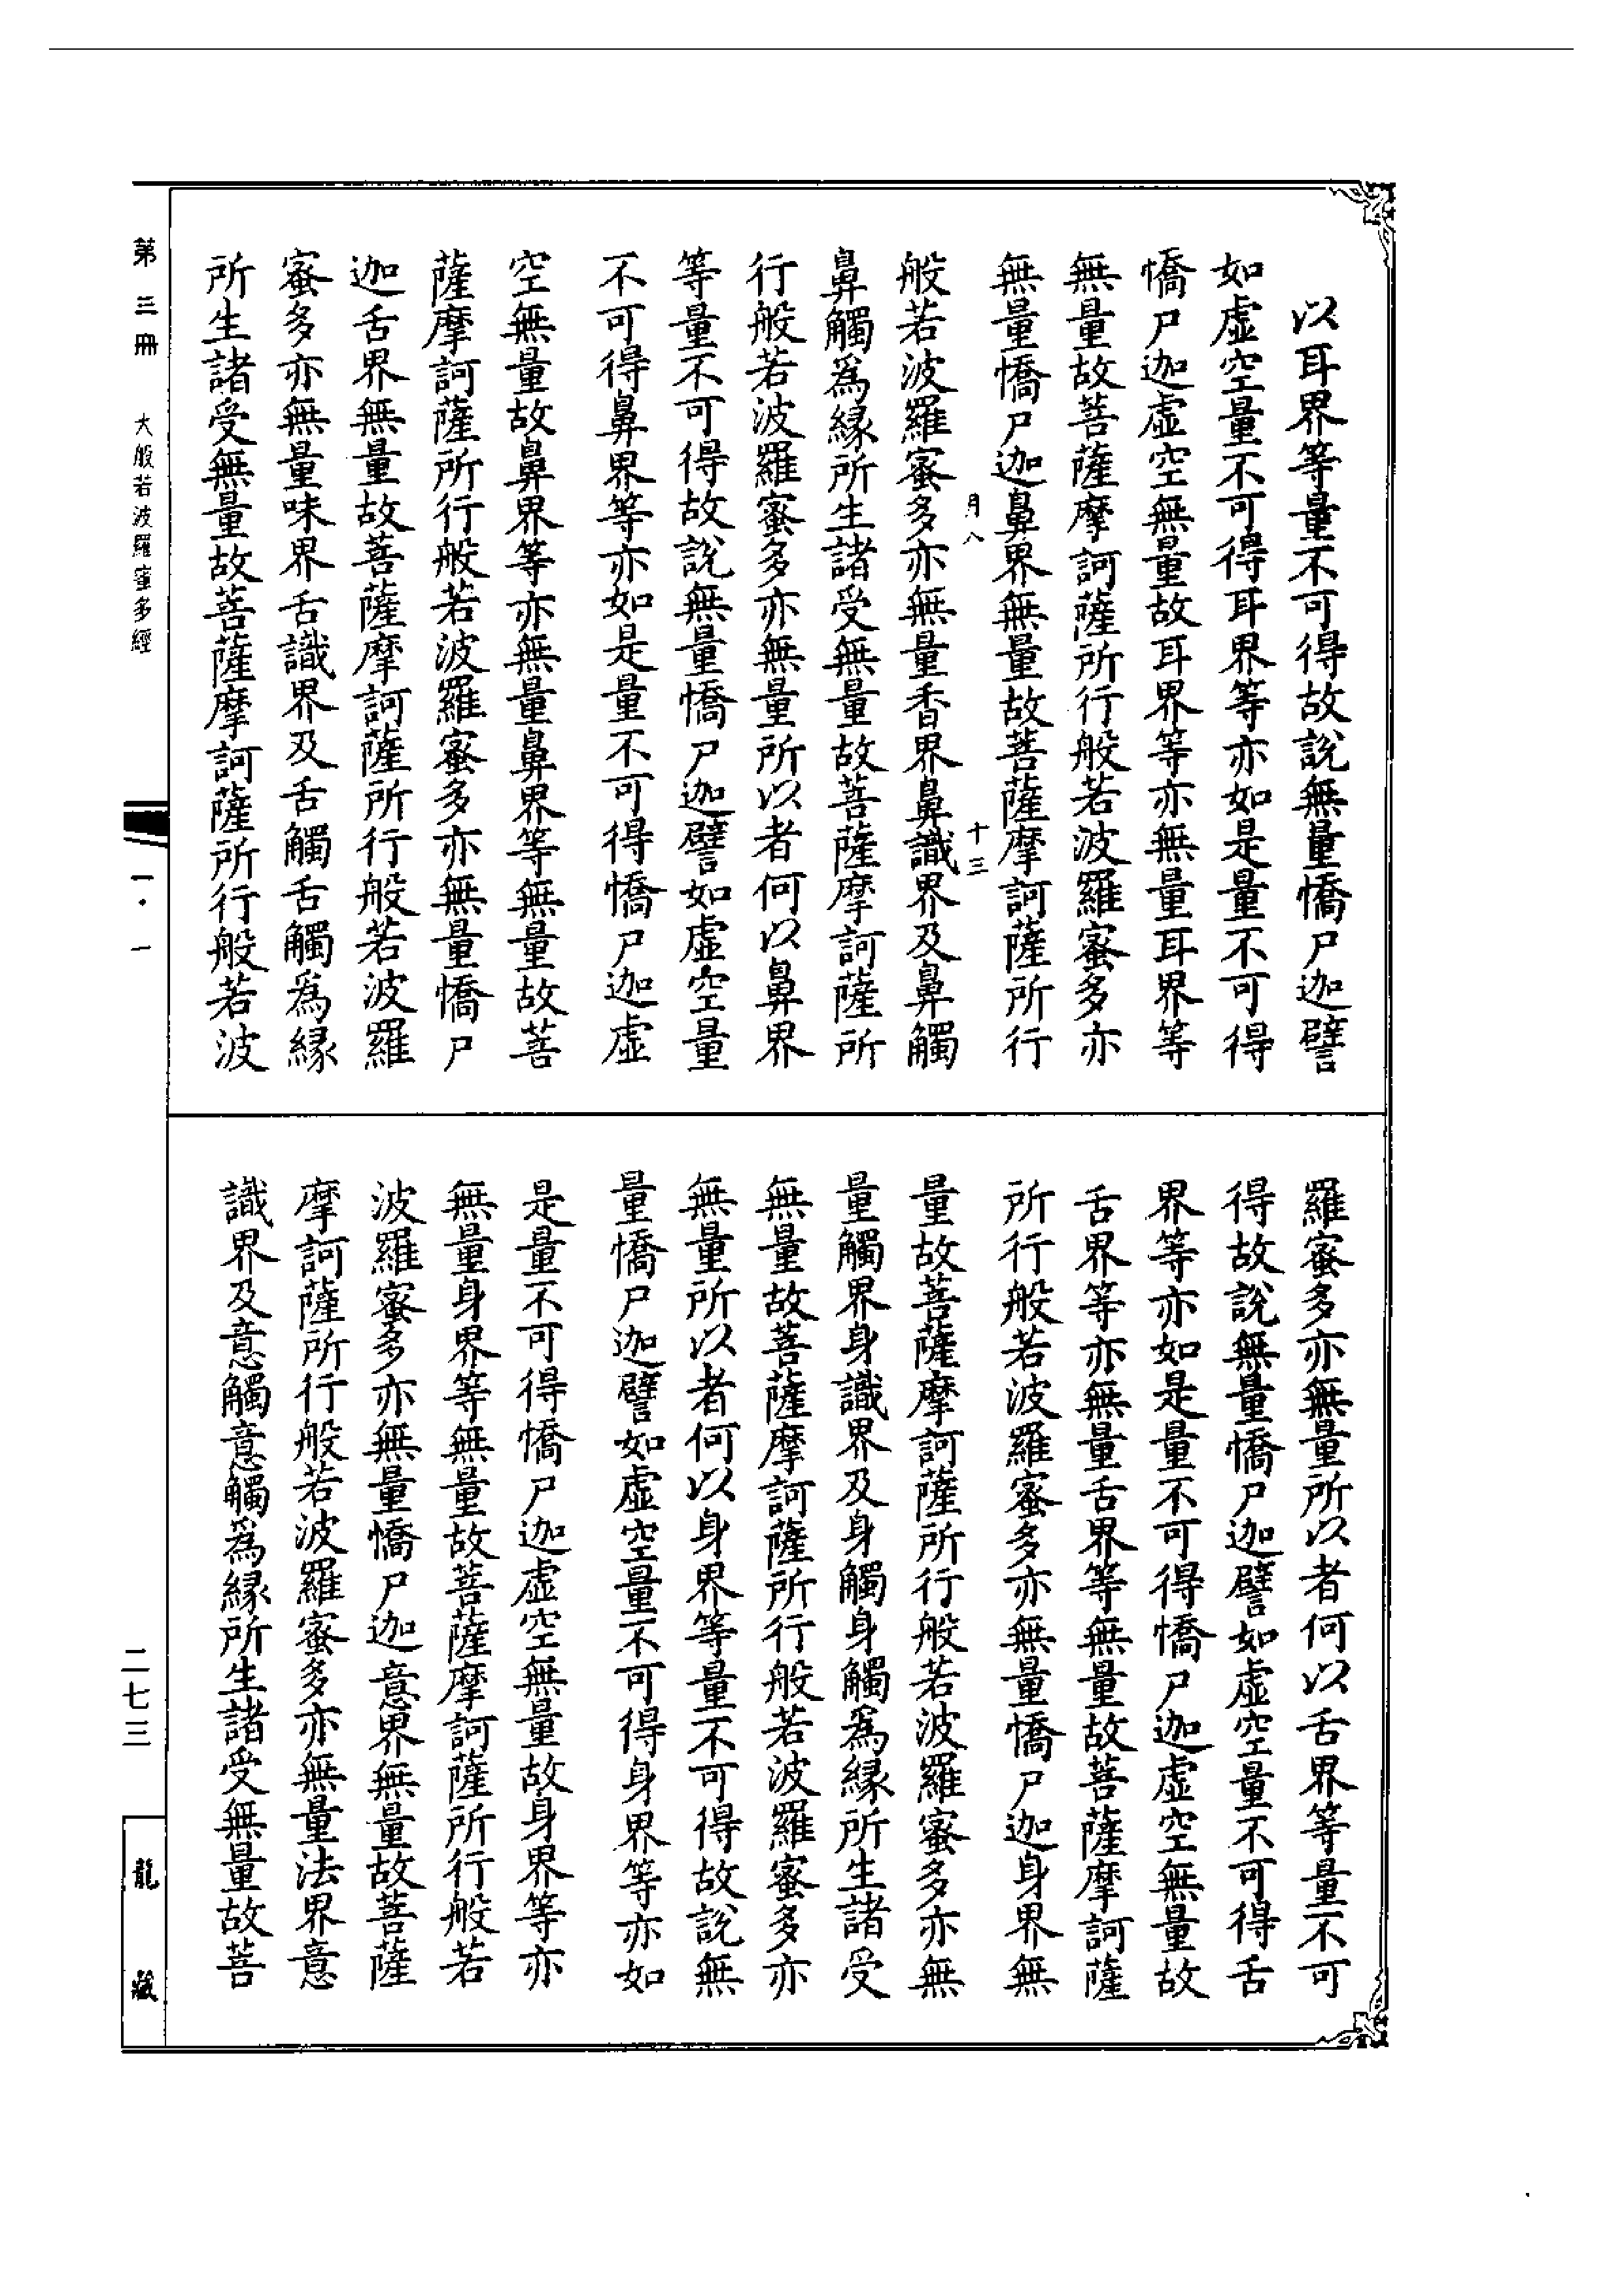 以耳界等量不可得故說無量憍尸迦譬
如虛空量不可得耳界等亦如是量不可得
憍尸迦虛空無量故耳界等亦無量耳界等
無量故菩薩摩訶薩所行般若波羅蜜多亦
無量憍尸迦鼻界無量故菩薩摩訶薩所行
月八 十三
般若波羅蜜多亦無量香界鼻識界及鼻觸
鼻觸爲緣所生諸受無量故菩薩摩訶薩所
行般若波羅蜜多亦無量所以者何以鼻界
等量不可得故說無量憍尸迦譬如虛空量
不可得鼻界等亦如是量不可得憍尸迦虛
空無量故鼻界等亦無量鼻界等無量故菩
薩摩訶薩所行般若波羅蜜多亦無量憍尸
迦舌界無量故菩薩摩訶薩所行般若波羅
蜜多亦無量味界舌識界及舌觸舌觸爲緣
所生諸受無量故菩薩摩訶薩所行般若波
羅蜜多亦無量所以者何以舌界等量不可
得故說無量憍尸迦譬如虛空量不可得舌
界等亦如是量不可得憍尸迦虛空無量故
舌界等亦無量舌界等無量故菩薩摩訶薩
所行般若波羅蜜多亦無量憍尸迦身界無
量故菩薩摩訶薩所行般若波羅蜜多亦無
量觸界身識界及身觸身觸爲緣所生諸受
無量故菩薩摩訶薩所行般若波羅蜜多亦
無量所以者何以身界等量不可得故說無
量憍尸迦譬如虛空量不可得身界等亦如
是量不可得憍尸迦虛空無量故身界等亦
無量身界等無量故菩薩摩訶薩所行般若
波羅蜜多亦無量憍尸迦意界無量故菩薩
摩訶薩所行般若波羅蜜多亦無量法界意
識界及意觸意觸爲緣所生諸受無量故菩
第三冊 大般若波羅蜜多經 一·一 二七三 龍藏